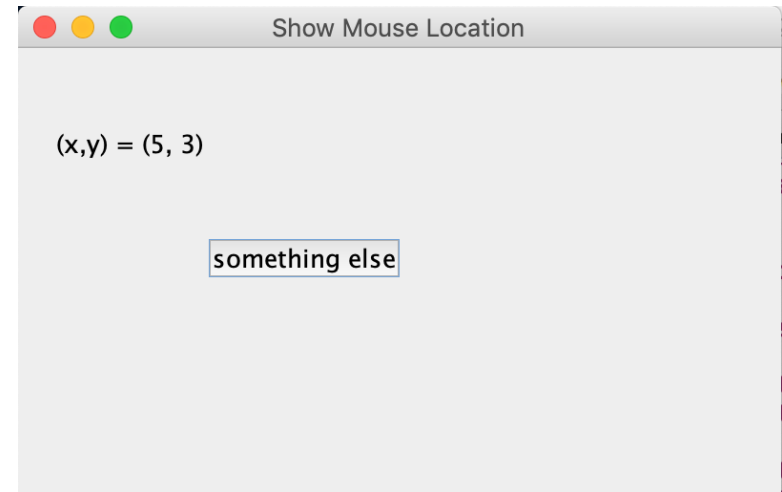 Show Mouse Location
(x,y) = (5, 3)
something else